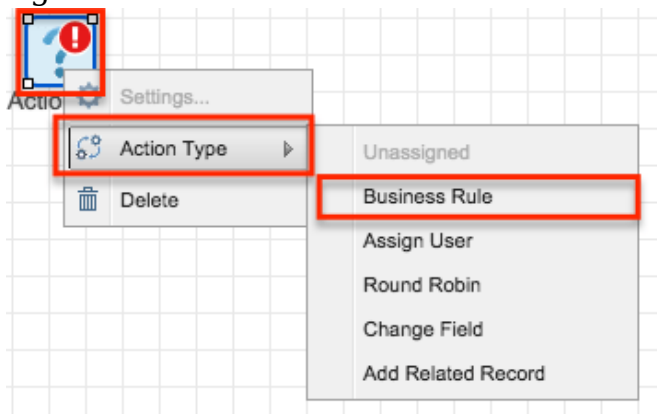 Actio
Settings...
Action Type
Unassigned
Delete
Business Rule
Assign User
Round Robin
Change Field
Add Related Record